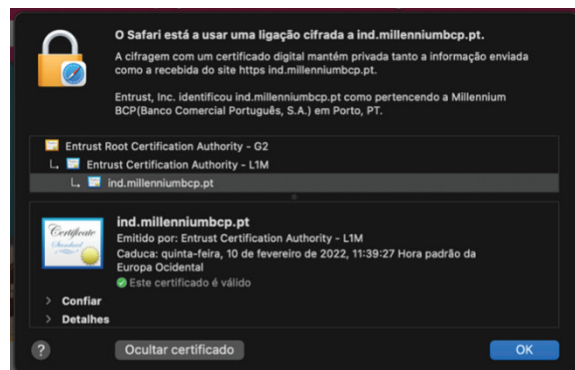 O Safari está a usar uma ligação cifrada a ind.millenniumbcp.pt.
A cifragem com um certificado digital mantém privada tanto a informação enviada
como a recebida do site https ind.millenniumbcp.pt.
Entrust, Inc. identificou ind.millenniumbcp.pt como pertencendo a Millennium
BCP(Banco Comercial Português, S.A.) em Porto, PT.
Entrust Root Certification Authority - G2
Entrust Certification Authority - L1M
ind.millenniumbcp.pt
Certificate
Standard
ind.millenniumbcp.pt
Emitido por: Entrust Certification Authority - L1M
Caduca: quinta-feira, 10 de fevereiro de 2022, 11:39:27 Hora padrão da
Europa Ocidental
Este certificado é válido
> Confiar
> Detalhes
? Ocultar certificado OK